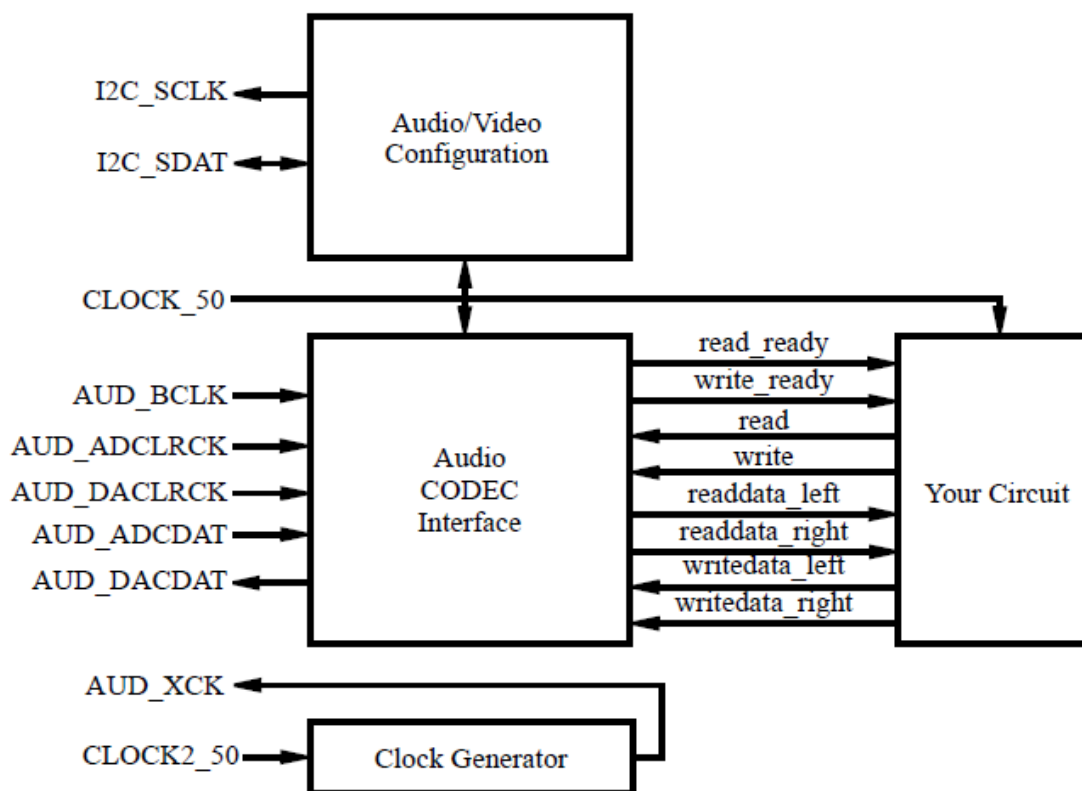 I2C_SCLK
I2C_SDAT
Audio/Video
Configuration
CLOCK_50
AUD_BCLK
AUD_ADCLRCK
AUD_DACLRCK
AUD_ADCDAT
AUD_DACDAT
Audio
CODEC
Interface
read_ready
write_ready
read
write
readdata_left
readdata_right
writedata_left
writedata_right
Your Circuit
AUD_XCK
CLOCK2_50
Clock Generator